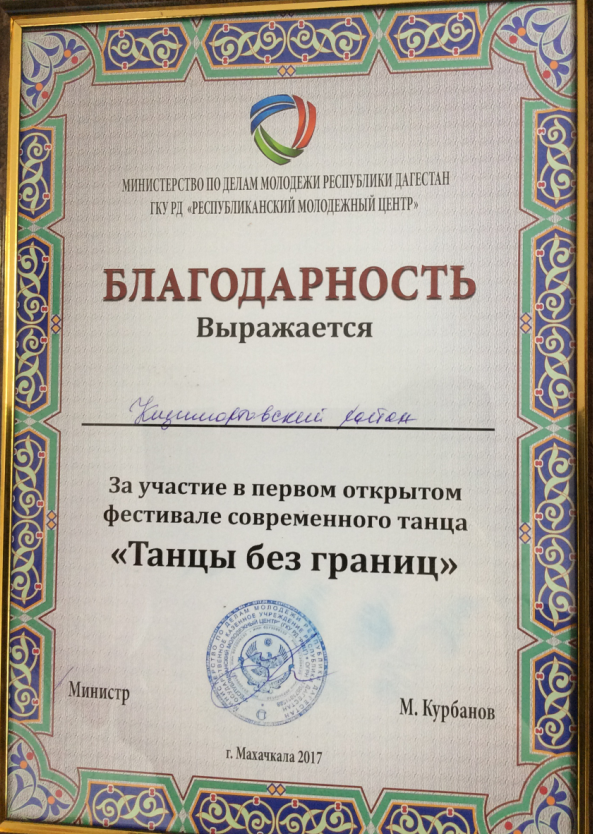 МИНИСТЕРСТВО ПО ДЕЛАМ МОЛОДЕЖИ РЕСПУБЛИКИ ДАГЕСТАН
ГКУ РД «РЕСПУБЛИКАНСКИЙ МОЛОДЕЖНЫЙ ЦЕНТР»
БЛАГОДАРНОСТЬ
Выражается
район
За участие в первом открытом
фестивале современного танца
«Танцы без границ»
Министр
М. Курбанов
г. Махачкала 2017